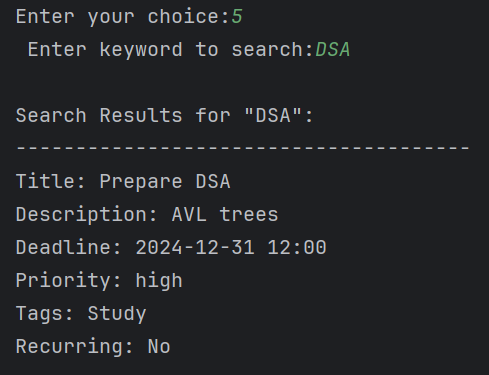 Enter your choice:5
Enter keyword to search:DSA
Search Results for "DSA":
--------------------------------------
Title: Prepare DSA
Description: AVL trees
Deadline: 2024-12-31 12:00
Priority: high
Tags: Study
Recurring: No